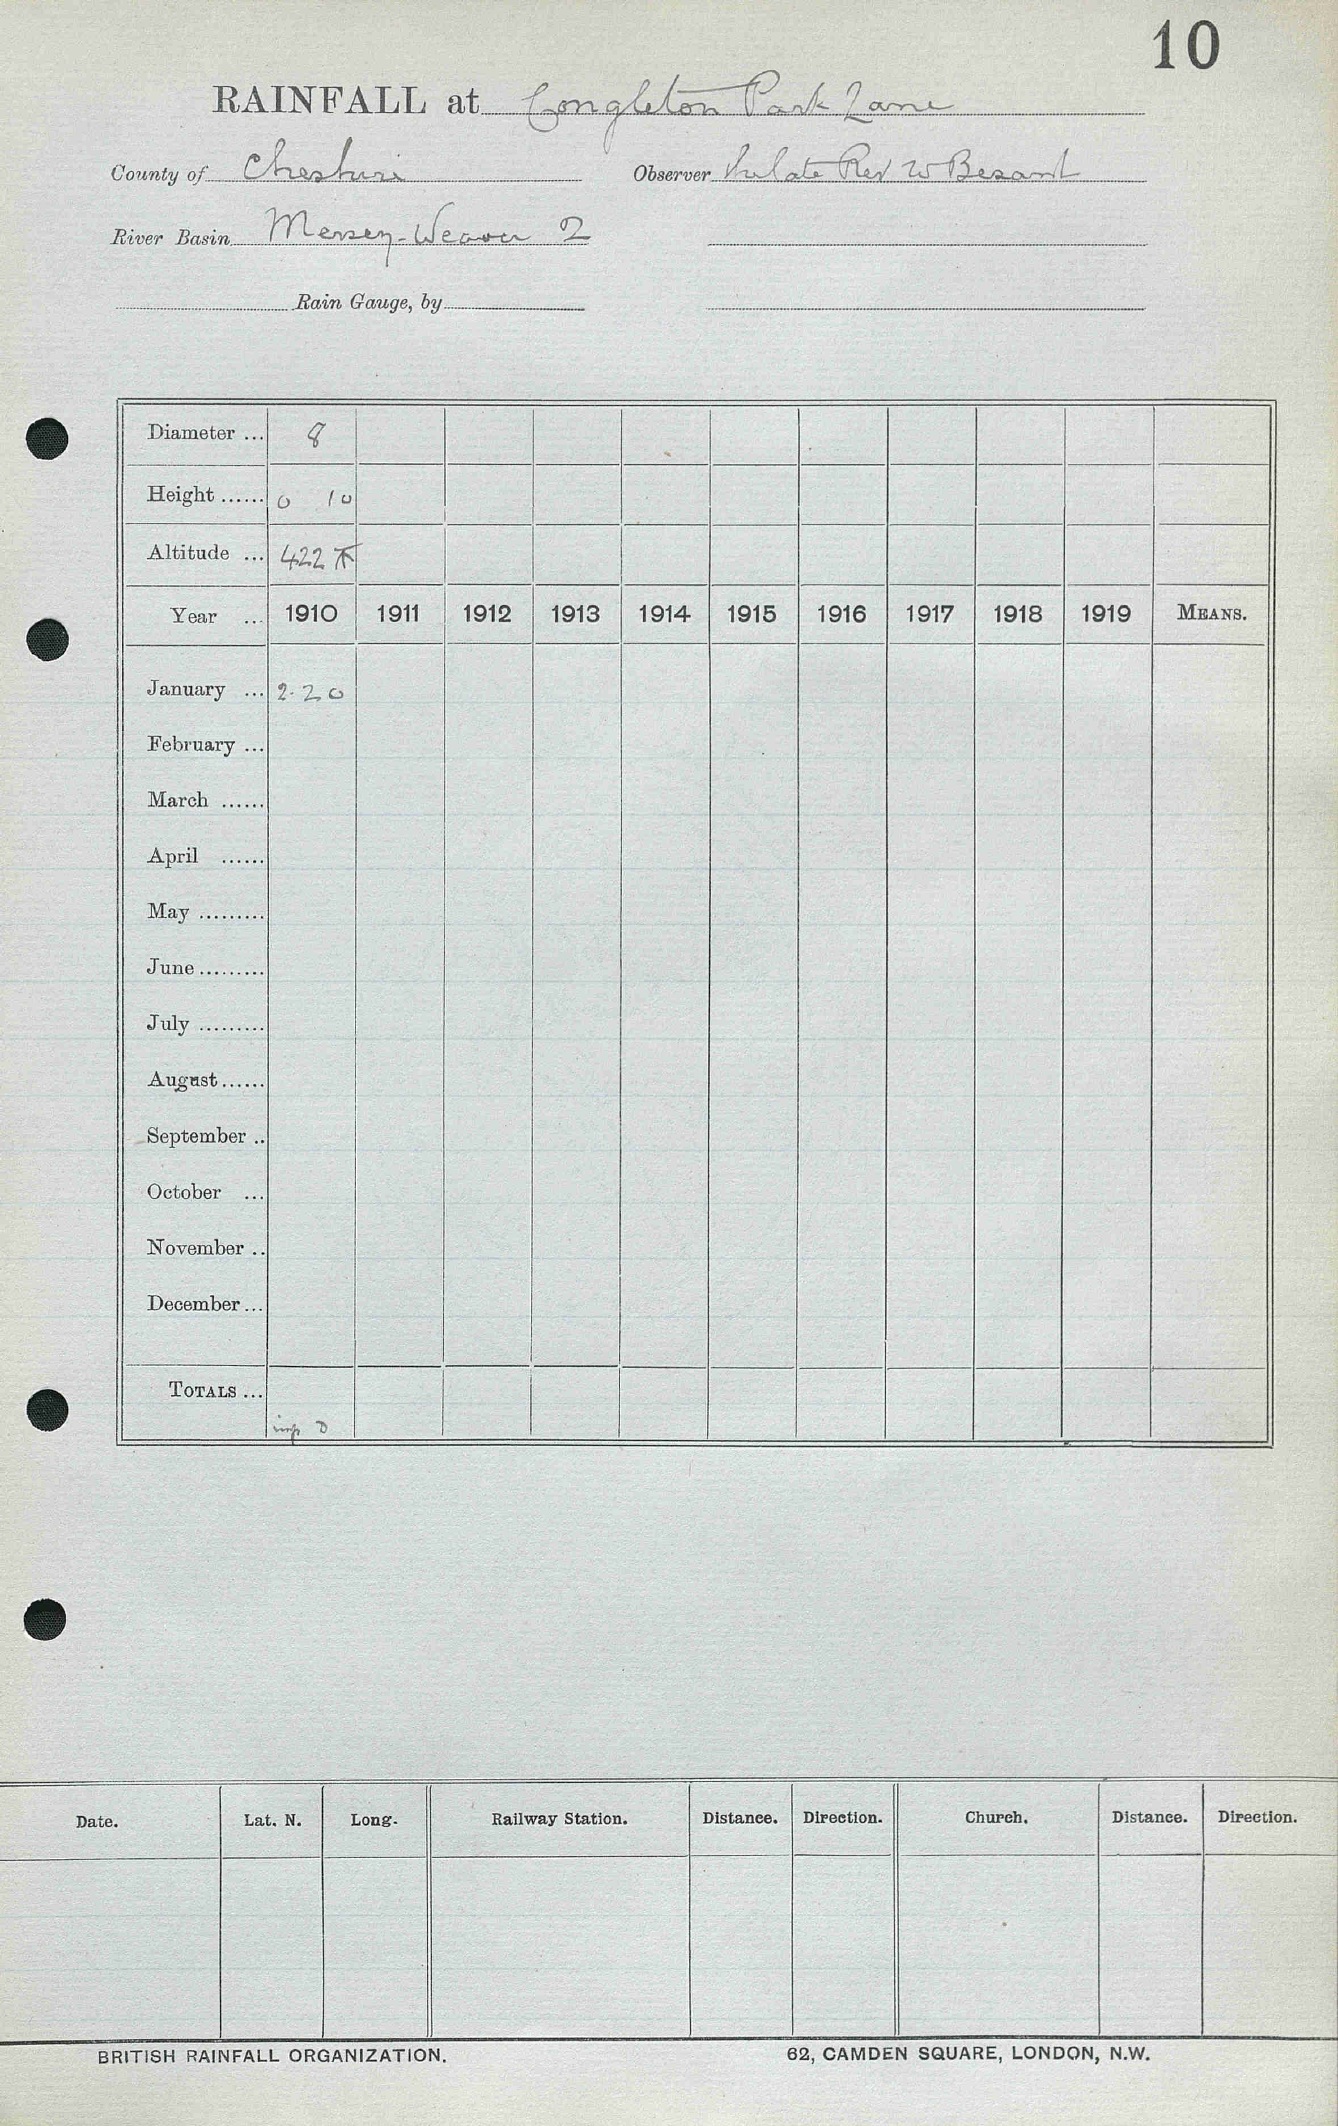 10
RAINFALL at Congleton Park Lane
County of Cheshire Observer The late Rev W Besant
River Basin Mersey-Weaver 2
Rain Gauge, by
Diameter ... 8
Height ...... 0 10
Altitude ... 422
Year ... 1910 1911 1912 1913 1914 1915 1916 1917 1918 1919 MEANS.
January ... 2.20
February ...
March ......
April ......
May .........
June .........
July .........
August ......
September ..
October ...
November ..
December ...
TOTALS ...
imp
Date. Lat. N. Long. Railway Station. Distance. Direction. Church. Distance. Direction.
BRITISH RAINFALL ORGANIZATION. 62, CAMDEN SQUARE, LONDON, N.W.